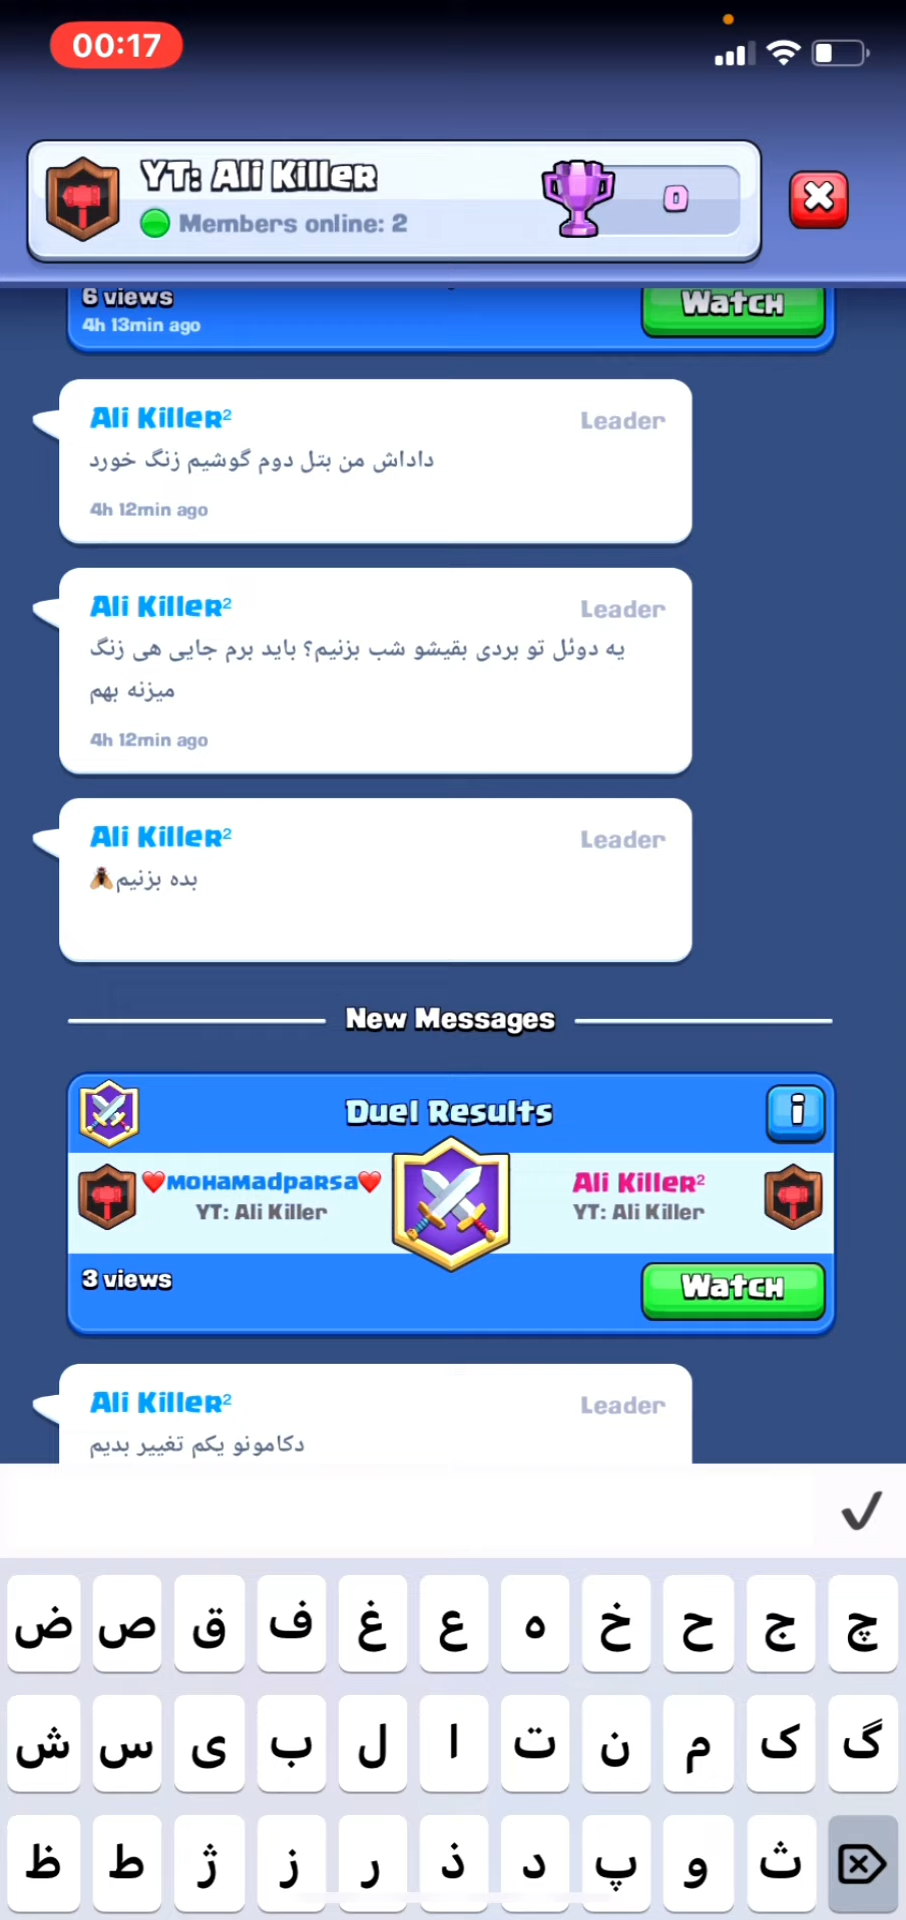 00:17
YT: Ali Killer
Members online: 2
0
6 views
4h 13min ago
Watch
Ali Killer²
Leader
داداش من بتل دوم گوشیم زنگ خورد
4h 12min ago
Ali Killer²
Leader
یه دوئل تو بردی بقیشو شب بزنیم؟ باید برم جایی هی زنگ
میزنه بهم
4h 12min ago
Ali Killer²
Leader
بده بزنیم🪰
New Messages
Duel Results
i
❤️MOHAMADPARSA❤️
YT: Ali Killer
Ali Killer²
YT: Ali Killer
3 views
Watch
Ali Killer²
Leader
دکامونو یکم تغییر بدیم
ض ص ق ف غ ع ه خ ح ج چ
ش س ی ب ل ا ت ن م ک گ
ظ ط ژ ز ر ذ د پ و ث